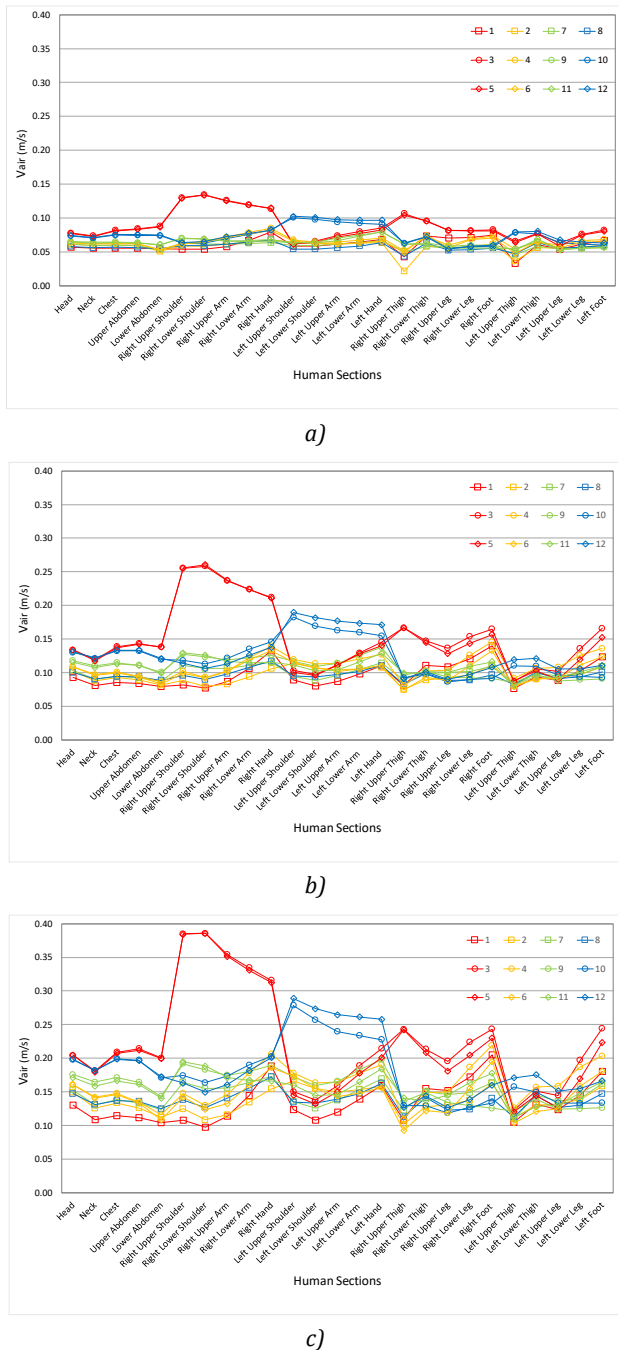 0.40
1 2 7 8
0.35
3 4 9 10
0.30
5 6 11 12
0.25
0.20
0.15
0.10
0.05
0.00
Vair (m/s)
Head
Neck
Chest
Upper Abdomen
Lower Abdomen
Right Upper Shoulder
Right Lower Shoulder
Right Upper Arm
Right Lower Arm
Right Hand
Left Upper Shoulder
Left Lower Shoulder
Left Upper Arm
Left Lower Arm
Left Hand
Right Upper Thigh
Right Lower Thigh
Right Upper Leg
Right Lower Leg
Right Foot
Left Upper Thigh
Left Lower Thigh
Left Upper Leg
Left Lower Leg
Left Foot
Human Sections
a)
0.40
1 2 7 8
0.35
3 4 9 10
0.30
5 6 11 12
0.25
0.20
0.15
0.10
0.05
0.00
Vair (m/s)
Head
Neck
Chest
Upper Abdomen
Lower Abdomen
Right Upper Shoulder
Right Lower Shoulder
Right Upper Arm
Right Lower Arm
Right Hand
Left Upper Shoulder
Left Lower Shoulder
Left Upper Arm
Left Lower Arm
Left Hand
Right Upper Thigh
Right Lower Thigh
Right Upper Leg
Right Lower Leg
Right Foot
Left Upper Thigh
Left Lower Thigh
Left Upper Leg
Left Lower Leg
Left Foot
Human Sections
b)
0.40
1 2 7 8
0.35
3 4 9 10
0.30
5 6 11 12
0.25
0.20
0.15
0.10
0.05
0.00
Vair (m/s)
Head
Neck
Chest
Upper Abdomen
Lower Abdomen
Right Upper Shoulder
Right Lower Shoulder
Right Upper Arm
Right Lower Arm
Right Hand
Left Upper Shoulder
Left Lower Shoulder
Left Upper Arm
Left Lower Arm
Left Hand
Right Upper Thigh
Right Lower Thigh
Right Upper Leg
Right Lower Leg
Right Foot
Left Upper Thigh
Left Lower Thigh
Left Upper Leg
Left Lower Leg
Left Foot
Human Sections
c)